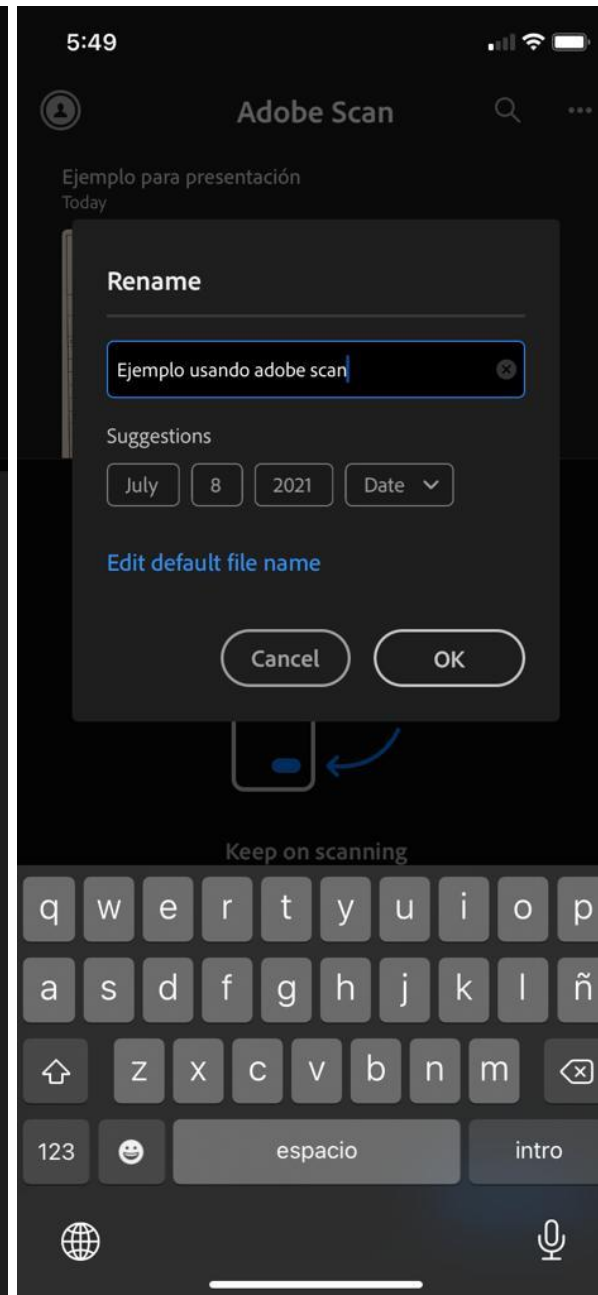 5:49
Adobe Scan
Ejemplo para presentación
Today
Rename
Ejemplo usando adobe scan
Suggestions
July 8 2021 Date
Edit default file name
Cancel OK
Keep on scanning
q w e r t y u i o p
a s d f g h j k l ñ
z x c v b n m
123 espacio intro